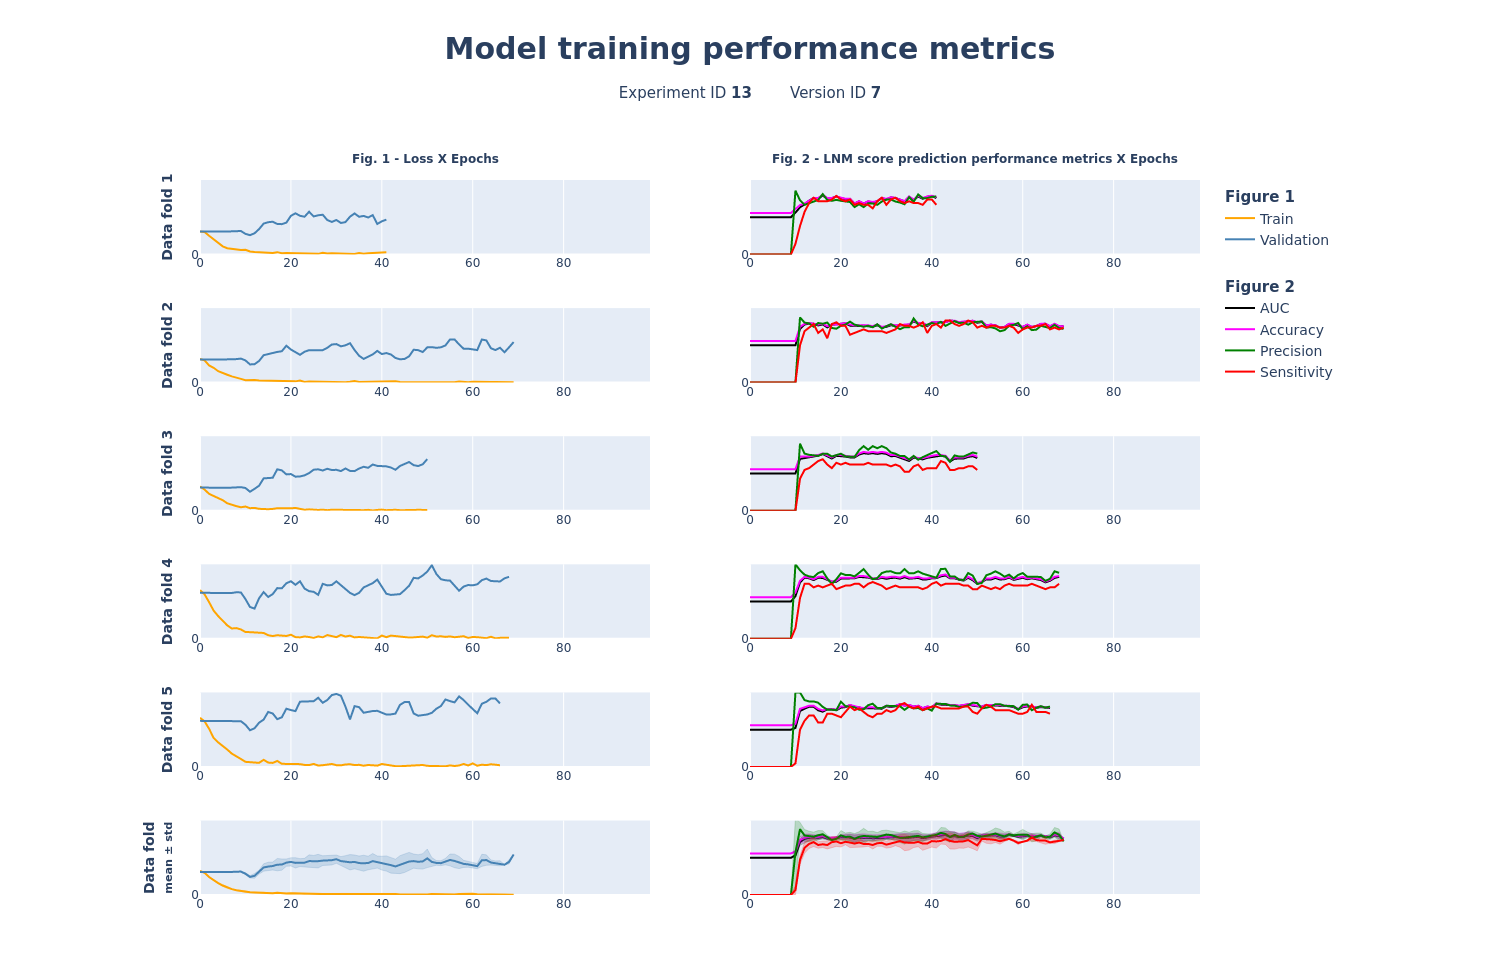 Model training performance metrics
Experiment ID 13 Version ID 7
Fig. 1 - Loss X Epochs
Fig. 2 - LNM score prediction performance metrics X Epochs
Data fold 1
0
0 20 40 60 80
0
0 20 40 60 80
Figure 1
Train
Validation
Figure 2
AUC
Accuracy
Precision
Sensitivity
Data fold 2
0
0 20 40 60 80
0
0 20 40 60 80
Data fold 3
0
0 20 40 60 80
0
0 20 40 60 80
Data fold 4
0
0 20 40 60 80
0
0 20 40 60 80
Data fold 5
0
0 20 40 60 80
0
0 20 40 60 80
Data fold
mean ± std
0
0 20 40 60 80
0
0 20 40 60 80